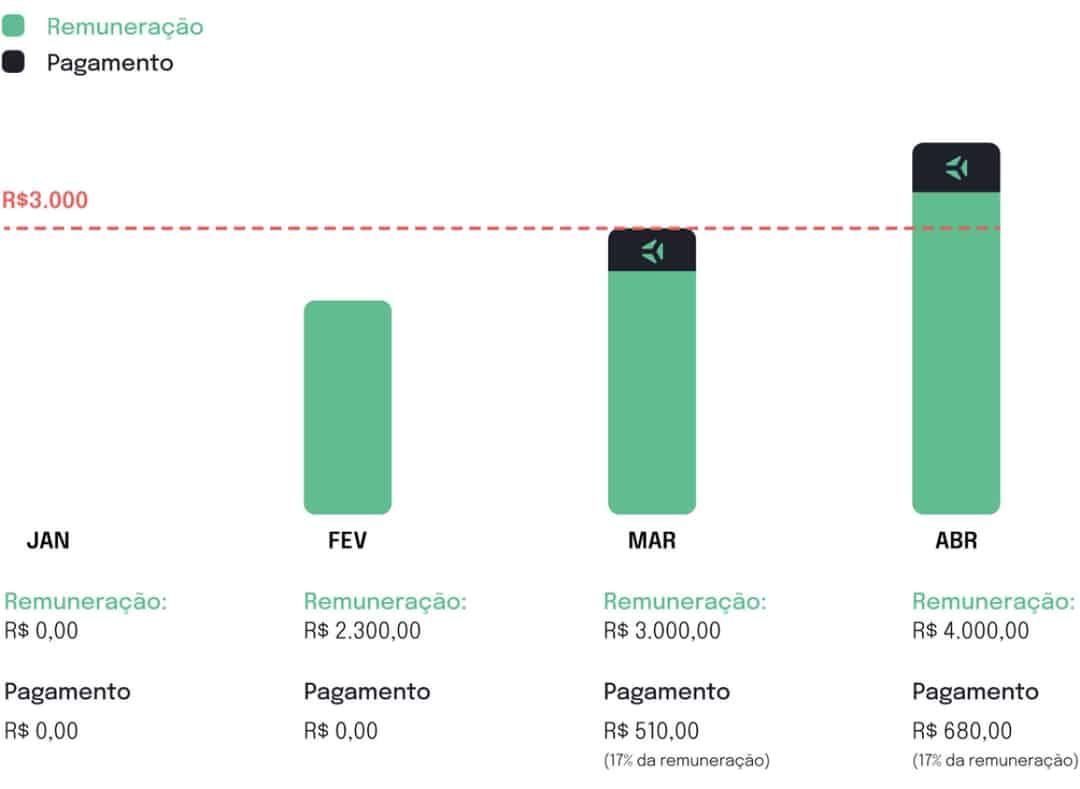 Remuneração
Pagamento
R$3.000
JAN
FEV
MAR
ABR
Remuneração:
R$ 0,00
Pagamento
R$ 0,00
Remuneração:
R$ 2.300,00
Pagamento
R$ 0,00
Remuneração:
R$ 3.000,00
Pagamento
R$ 510,00
(17% da remuneração)
Remuneração:
R$ 4.000,00
Pagamento
R$ 680,00
(17% da remuneração)